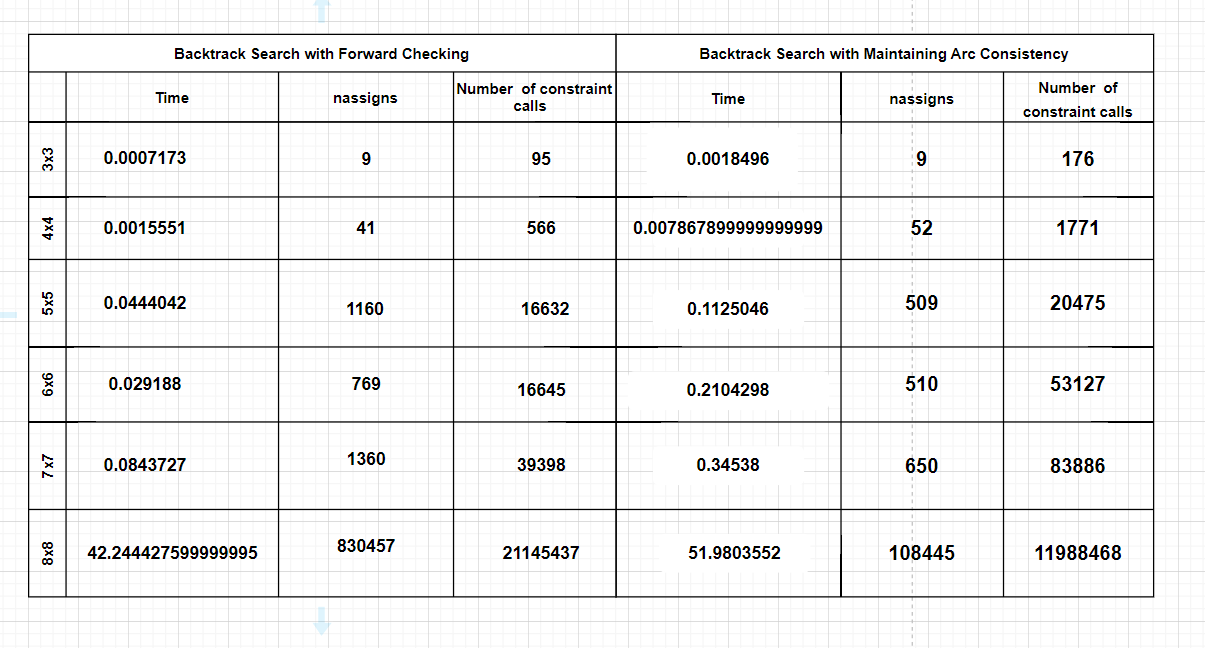 Backtrack Search with Forward Checking Backtrack Search with Maintaining Arc Consistency
Time nassigns Number of constraint calls Time nassigns Number of constraint calls
3x3 0.0007173 9 95 0.0018496 9 176
4x4 0.0015551 41 566 0.007867899999999999 52 1771
5x5 0.0444042 1160 16632 0.1125046 509 20475
6x6 0.029188 769 16645 0.2104298 510 53127
7x7 0.0843727 1360 39398 0.34538 650 83886
8x8 42.244427599999995 830457 21145437 51.9803552 108445 11988468